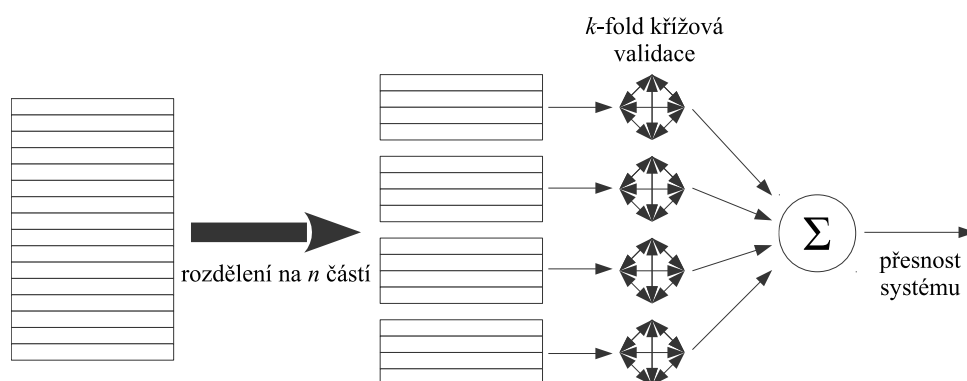 k-fold křížová
validace
rozdělení na n částí
Σ
přesnost
systému